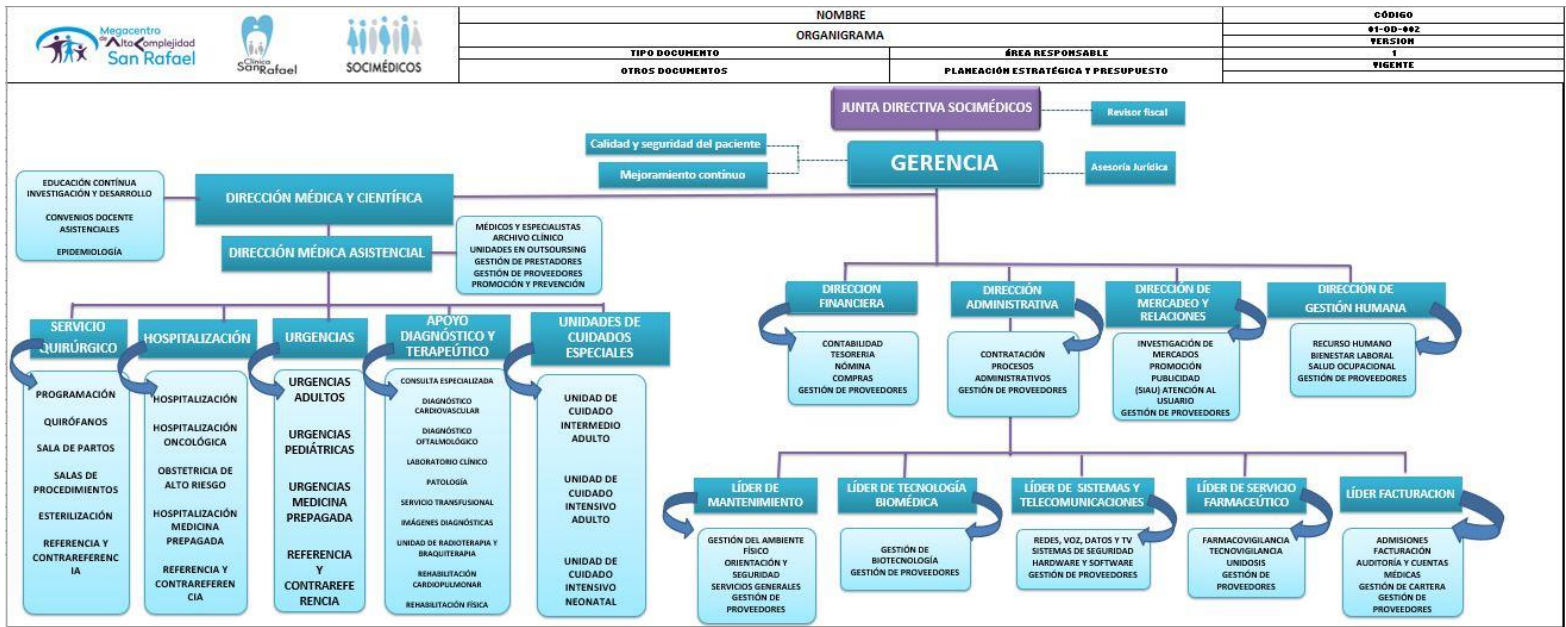 Megacentro
de Alta Complejidad
San Rafael
Clínica
San Rafael
SOCIMÉDICOS
NOMBRE
ORGANIGRAMA
TIPO DOCUMENTO
ÁREA RESPONSABLE
OTROS DOCUMENTOS
PLANEACIÓN ESTRATÉGICA Y PRESUPUESTO
CÓDIGO
01-OD-002
VERSION
1
VIGENTE
JUNTA DIRECTIVA SOCIMÉDICOS
Revisor fiscal
Calidad y seguridad del paciente
Mejoramiento contínuo
GERENCIA
Asesoría Jurídica
EDUCACIÓN CONTÍNUA
INVESTIGACIÓN Y DESARROLLO
CONVENIOS DOCENTE
ASISTENCIALES
EPIDEMIOLOGÍA
DIRECCIÓN MÉDICA Y CIENTÍFICA
DIRECCIÓN MÉDICA ASISTENCIAL
MÉDICOS Y ESPECIALISTAS
ARCHIVO CLÍNICO
UNIDADES EN OUTSOURSING
GESTIÓN DE PRESTADORES
GESTIÓN DE PROVEEDORES
PROMOCIÓN Y PREVENCIÓN
SERVICIO
QUIRÚRGICO
PROGRAMACIÓN
QUIRÓFANOS
SALA DE PARTOS
SALAS DE
PROCEDIMIENTOS
ESTERILIZACIÓN
REFERENCIA Y
CONTRAREFERENC
IA
HOSPITALIZACIÓN
HOSPITALIZACIÓN
HOSPITALIZACIÓN
ONCOLÓGICA
OBSTETRICIA DE
ALTO RIESGO
HOSPITALIZACIÓN
MEDICINA
PREPAGADA
REFERENCIA Y
CONTRAREFEREN
CIA
URGENCIAS
URGENCIAS
ADULTOS
URGENCIAS
PEDIÁTRICAS
URGENCIAS
MEDICINA
PREPAGADA
REFERENCIA
Y
CONTRAREFE
RENCIA
APOYO
DIAGNÓSTICO Y
TERAPEÚTICO
CONSULTA ESPECIALIZADA
DIAGNÓSTICO
CARDIOVASCULAR
DIAGNÓSTICO
OFTALMOLÓGICO
LABORATORIO CLÍNICO
PATOLOGÍA
SERVICIO TRANSFUSIONAL
IMÁGENES DIAGNÓSTICAS
UNIDAD DE RADIOTERAPIA Y
BRAQUITERAPIA
REHABILITACIÓN
CARDIOPULMONAR
REHABILITACIÓN FÍSICA
UNIDADES DE
CUIDADOS
ESPECIALES
UNIDAD DE
CUIDADO
INTERMEDIO
ADULTO
UNIDAD DE
CUIDADO
INTENSIVO
ADULTO
UNIDAD DE
CUIDADO
INTENSIVO
NEONATAL
DIRECCION
FINANCIERA
CONTABILIDAD
TESORERIA
NÓMINA
COMPRAS
GESTIÓN DE PROVEEDORES
DIRECCIÓN
ADMINISTRATIVA
CONTRATACIÓN
PROCESOS
ADMINISTRATIVOS
GESTIÓN DE PROVEEDORES
DIRECCIÓN DE
MERCADEO Y
RELACIONES
INVESTIGACIÓN DE
MERCADOS
PROMOCIÓN
PUBLICIDAD
(SIAU) ATENCIÓN AL
USUARIO
GESTIÓN DE PROVEEDORES
DIRECCIÓN DE
GESTIÓN HUMANA
RECURSO HUMANO
BIENESTAR LABORAL
SALUD OCUPACIONAL
GESTIÓN DE PROVEEDORES
LÍDER DE
MANTENIMIENTO
GESTIÓN DEL AMBIENTE
FÍSICO
ORIENTACIÓN Y
SEGURIDAD
SERVICIOS GENERALES
GESTIÓN DE
PROVEEDORES
LÍDER DE TECNOLOGÍA
BIOMÉDICA
GESTIÓN DE
BIOTECNOLOGÍA
GESTIÓN DE PROVEEDORES
LÍDER DE SISTEMAS Y
TELECOMUNICACIONES
REDES, VOZ, DATOS Y TV
SISTEMAS DE SEGURIDAD
HARDWARE Y SOFTWARE
GESTIÓN DE PROVEEDORES
LÍDER DE SERVICIO
FARMACEÚTICO
FARMACOVIGILANCIA
TECNOVIGILANCIA
UNIDOSIS
GESTIÓN DE
PROVEEDORES
LÍDER FACTURACION
ADMISIONES
FACTURACIÓN
AUDITORÍA Y CUENTAS
MÉDICAS
GESTIÓN DE CARTERA
GESTIÓN DE
PROVEEDORES